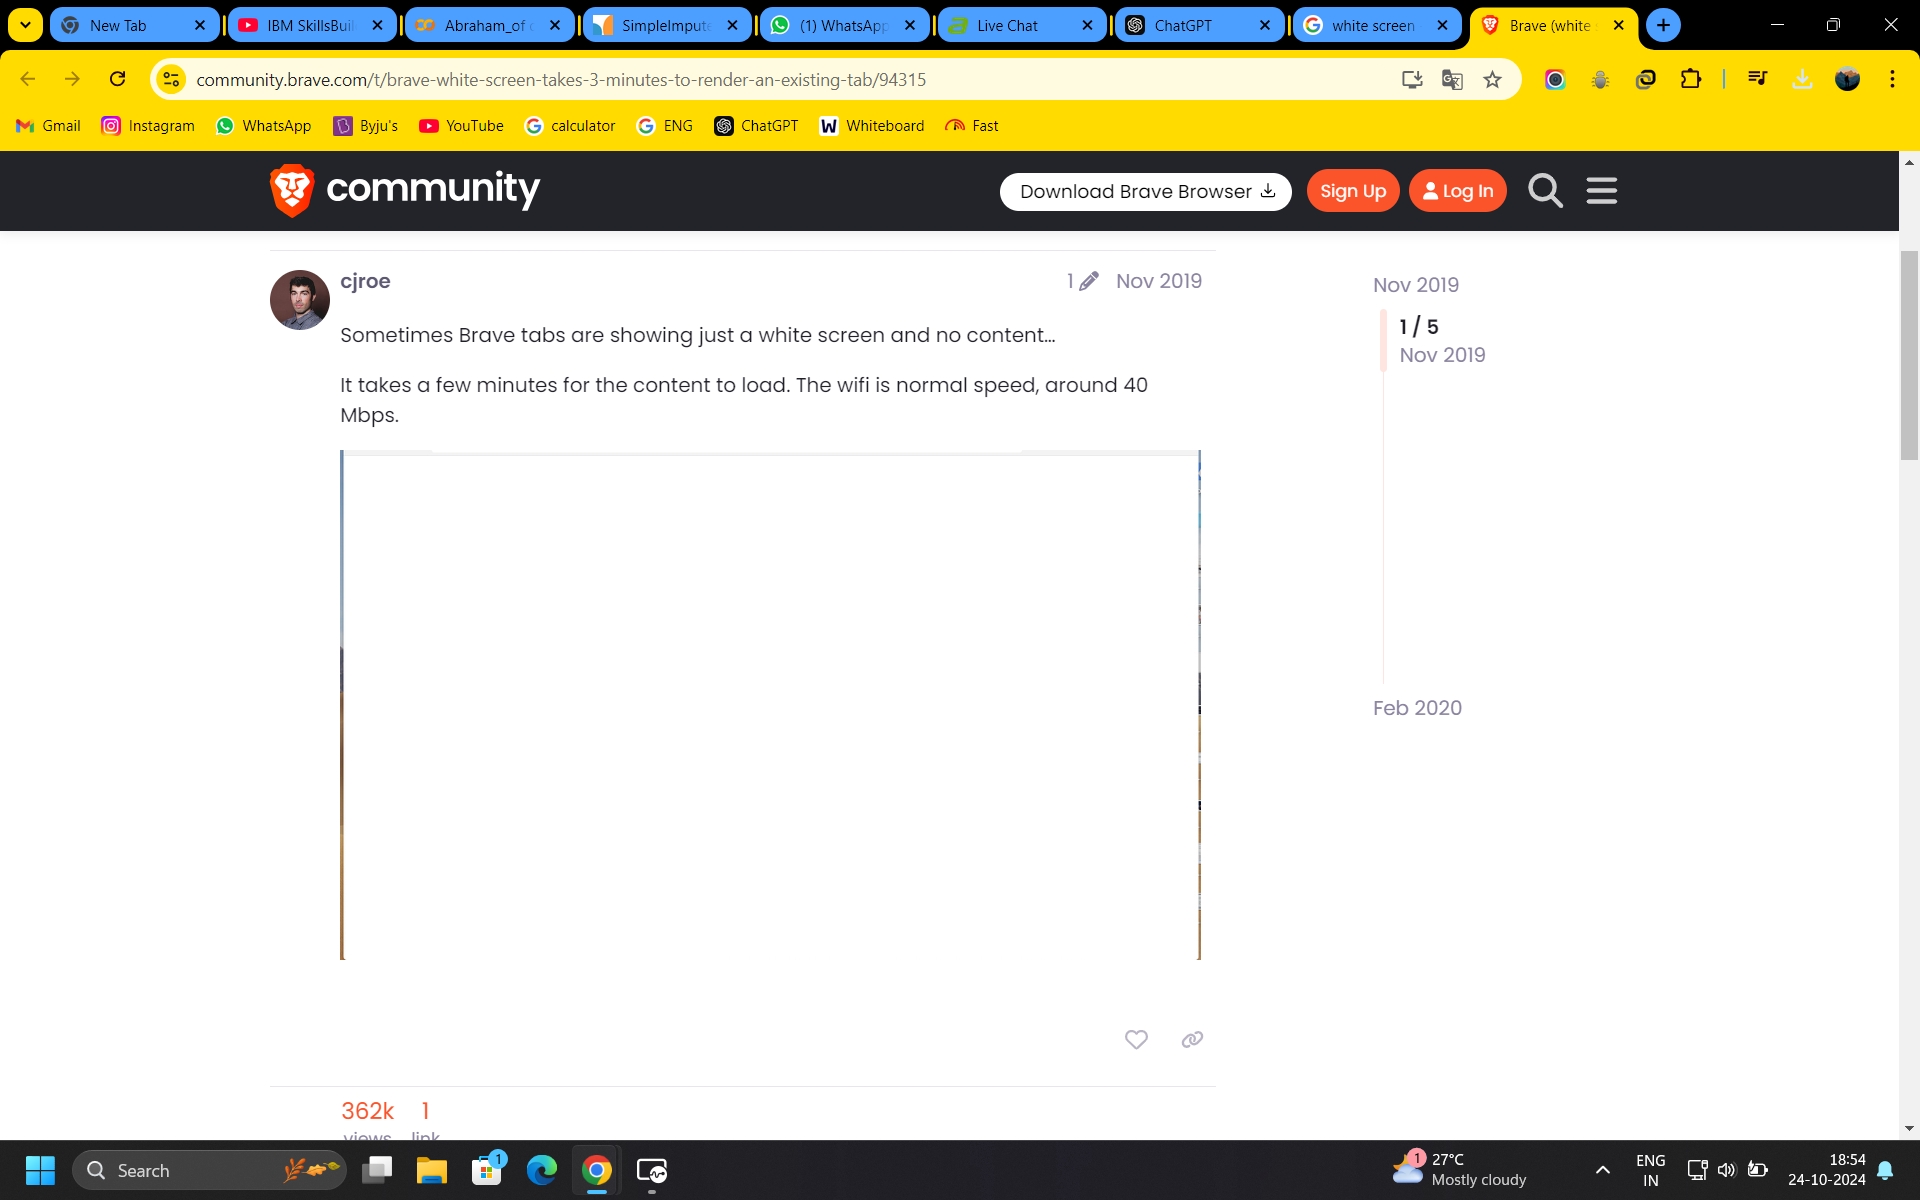 New Tab
IBM SkillsBuil
Abraham_of
SimpleImpute
(1) WhatsApp
Live Chat
ChatGPT
white screen
Brave (white
community.brave.com/t/brave-white-screen-takes-3-minutes-to-render-an-existing-tab/94315
Gmail
Instagram
WhatsApp
Byju's
YouTube
calculator
ENG
ChatGPT
Whiteboard
Fast
community
Download Brave Browser
Sign Up
Log In
cjroe
1
Nov 2019
Sometimes Brave tabs are showing just a white screen and no content...
It takes a few minutes for the content to load. The wifi is normal speed, around 40
Mbps.
Nov 2019
1 / 5
Nov 2019
Feb 2020
362k 1
views link
Search
1
1
27°C
Mostly cloudy
ENG
IN
18:54
24-10-2024